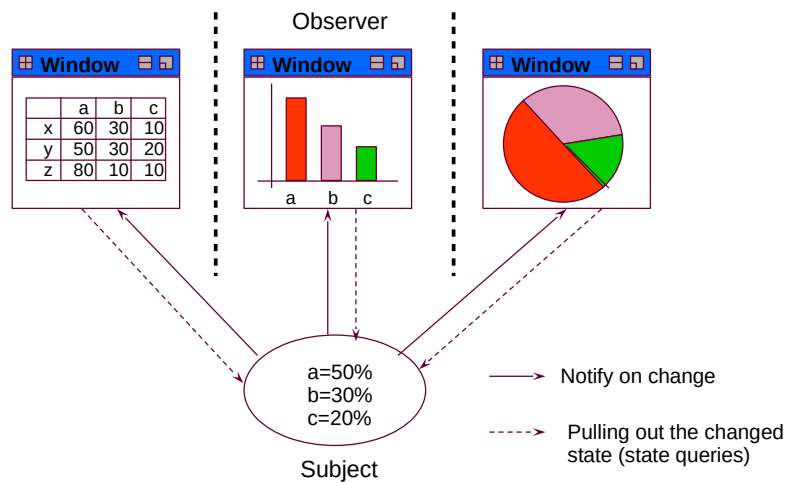 Observer
Window
a b c
x 60 30 10
y 50 30 20
z 80 10 10
Window
a b c
Window
a=50%
b=30%
c=20%
Subject
Notify on change
Pulling out the changed
state (state queries)